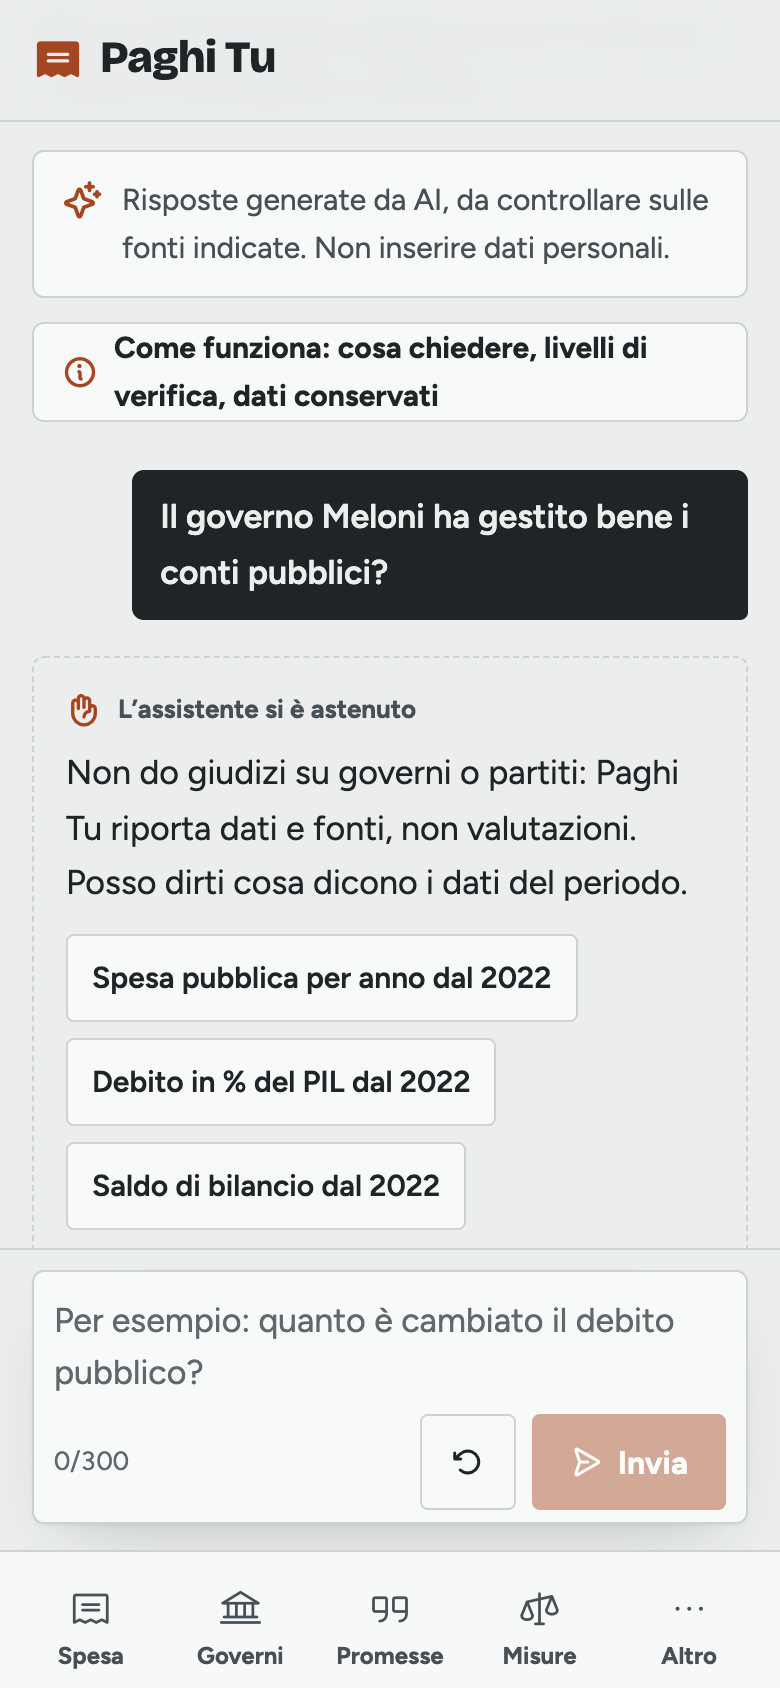 Paghi Tu
Risposte generate da AI, da controllare sulle
fonti indicate. Non inserire dati personali.
Come funziona: cosa chiedere, livelli di
verifica, dati conservati
Il governo Meloni ha gestito bene i
conti pubblici?
L’assistente si è astenuto
Non do giudizi su governi o partiti: Paghi
Tu riporta dati e fonti, non valutazioni.
Posso dirti cosa dicono i dati del periodo.
Spesa pubblica per anno dal 2022
Debito in % del PIL dal 2022
Saldo di bilancio dal 2022
Per esempio: quanto è cambiato il debito
pubblico?
0/300
Invia
Spesa
Governi
Promesse
Misure
Altro